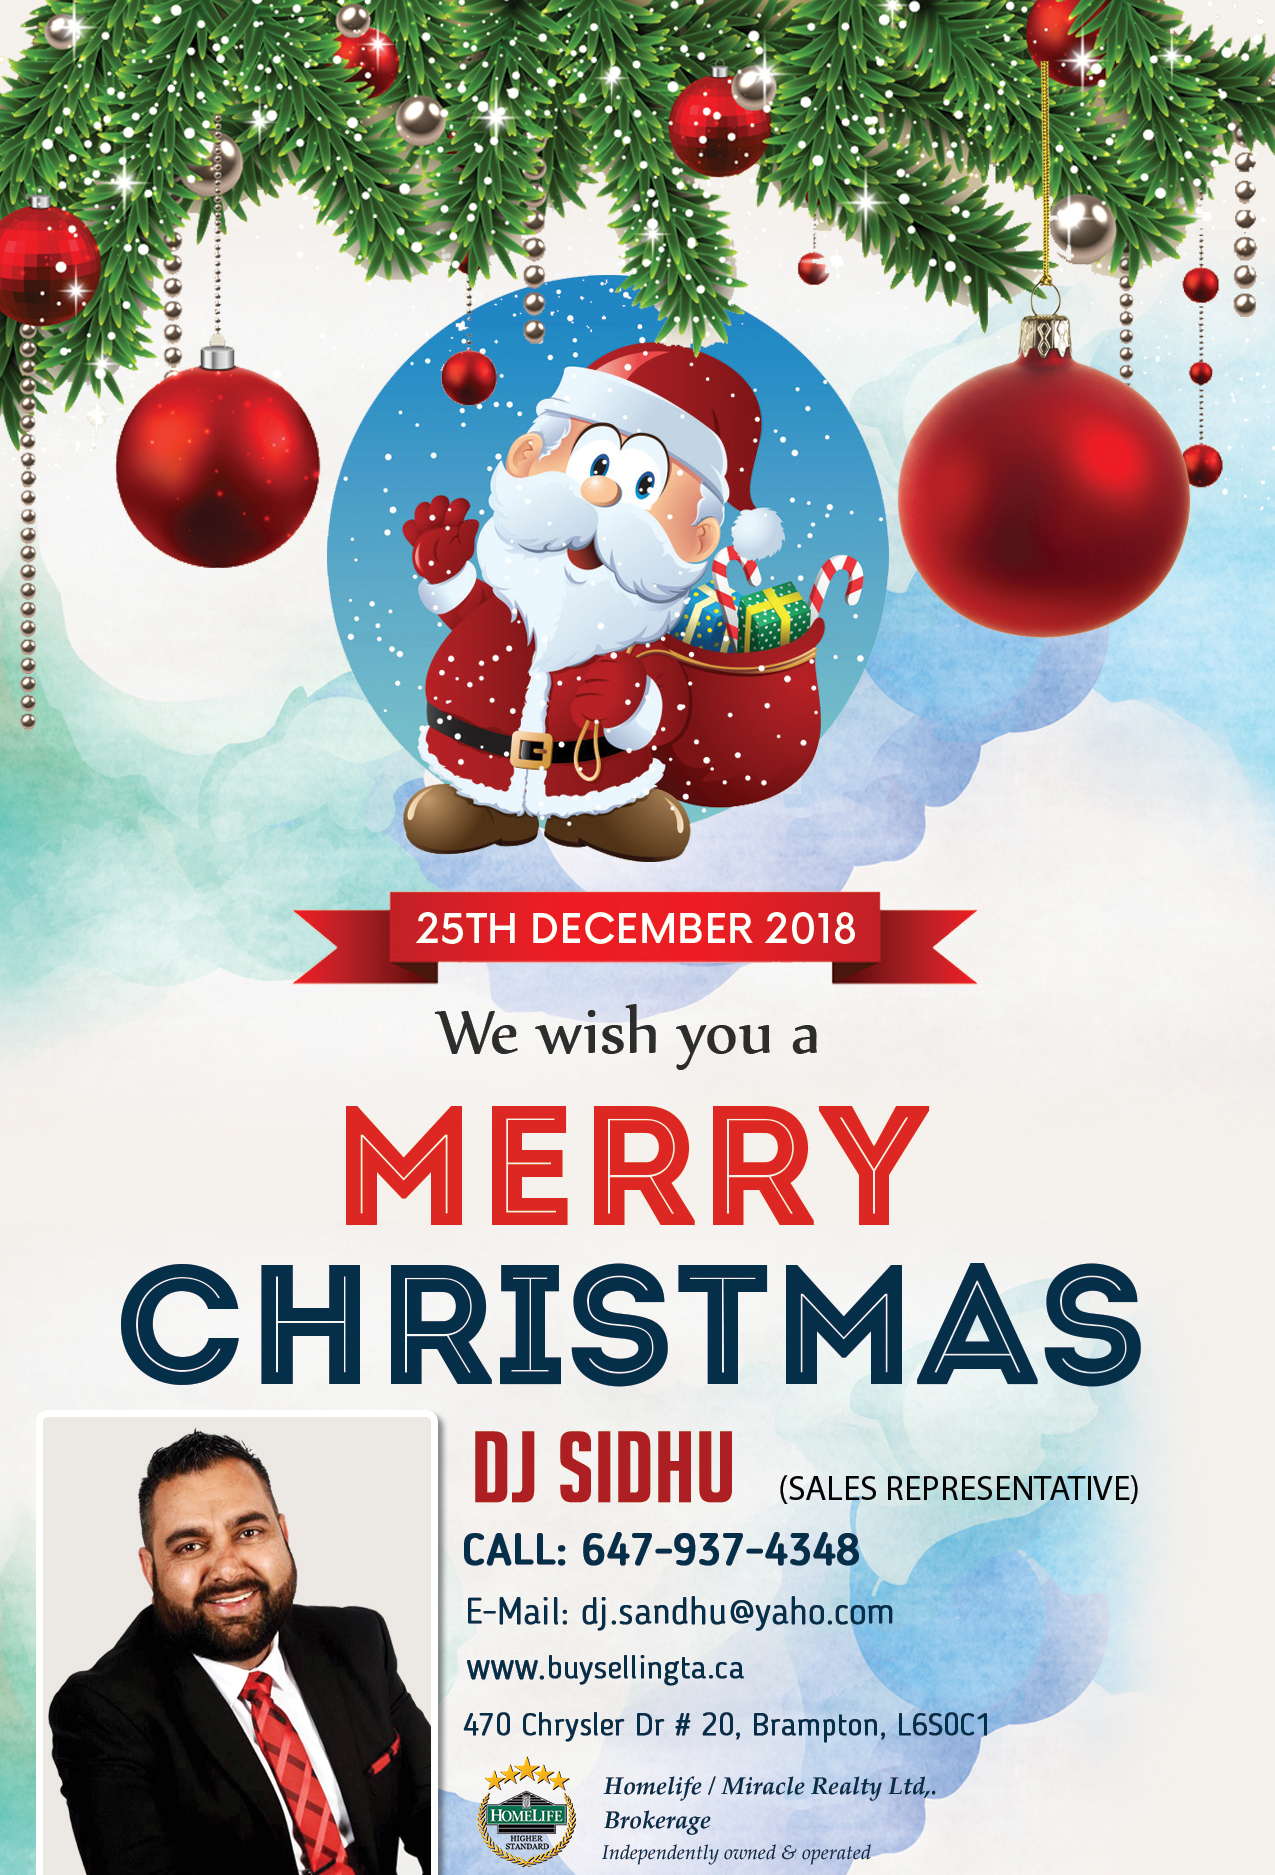 25TH DECEMBER 2018
We wish you a
MERRY
CHRISTMAS
DJ SIDHU (SALES REPRESENTATIVE)
CALL: 647-937-4348
E-Mail: dj.sandhu@yaho.com
www.buysellingta.ca
470 Chrysler Dr # 20, Brampton, L6S0C1
Homelife / Miracle Realty Ltd,.
Brokerage
Independently owned & operated
HOMELIFE
HIGHER
STANDARD